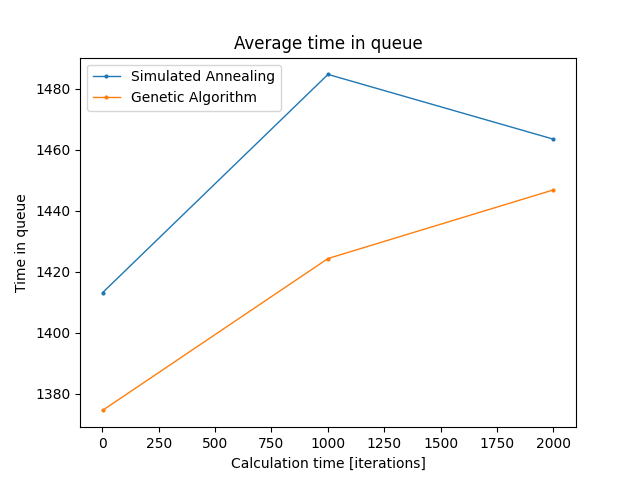 Average time in queue
Simulated Annealing
Genetic Algorithm
Time in queue
1480
1460
1440
1420
1400
1380
0 250 500 750 1000 1250 1500 1750 2000
Calculation time [iterations]